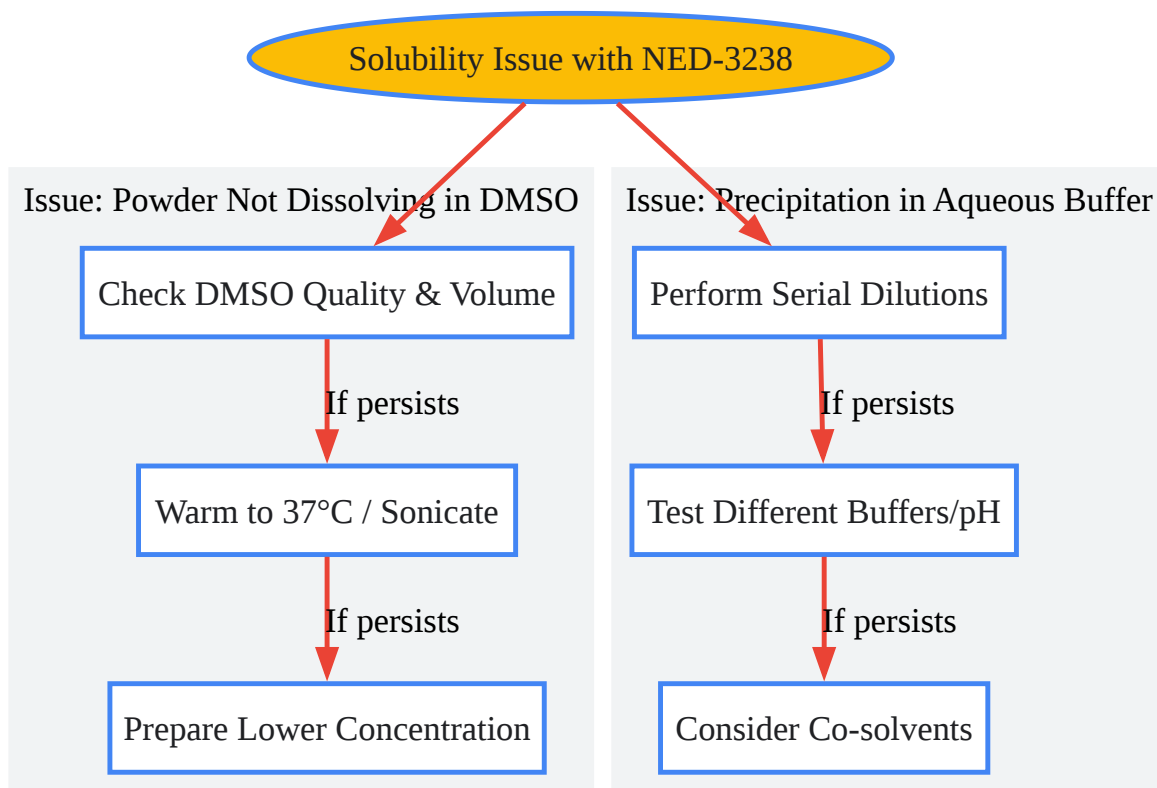 Solubility Issue with NED-3238
Issue: Powder Not Dissolving in DMSO
Check DMSO Quality & Volume
If persists
Warm to 37°C / Sonicate
If persists
Prepare Lower Concentration
Issue: Precipitation in Aqueous Buffer
Perform Serial Dilutions
If persists
Test Different Buffers/pH
If persists
Consider Co-solvents